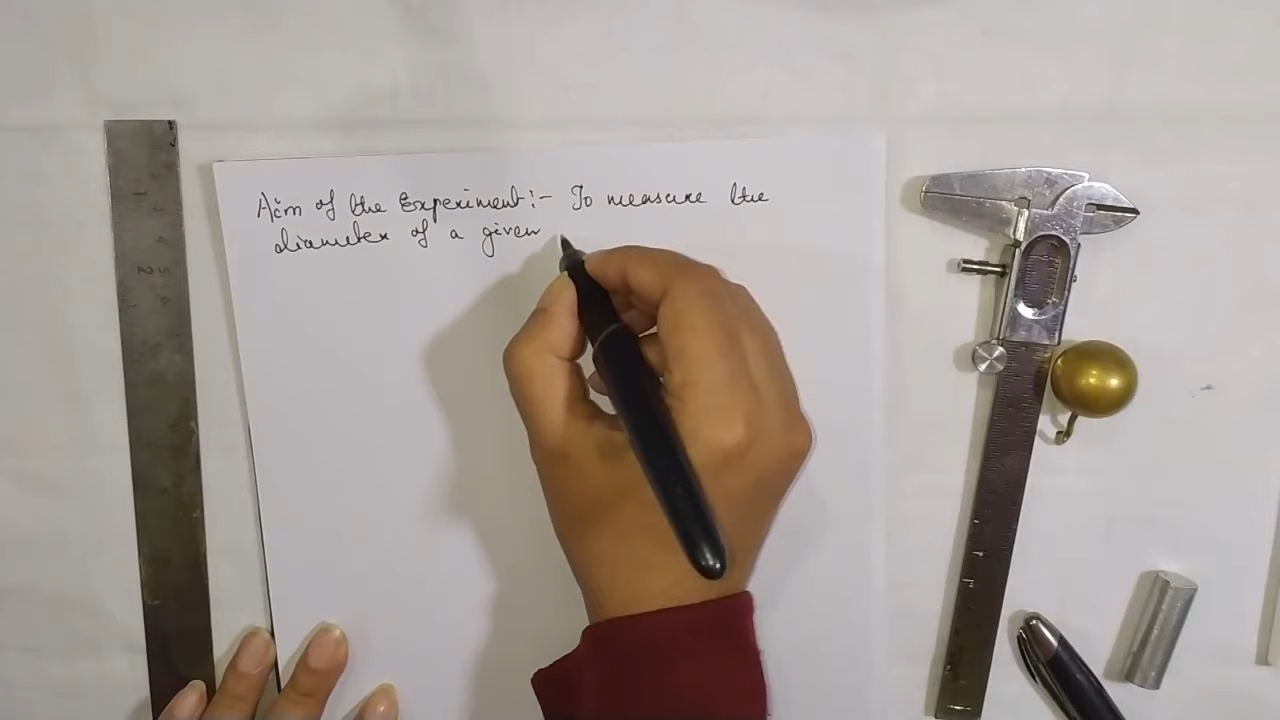 Aim of the Experiment:- To measure the
diameter of a given